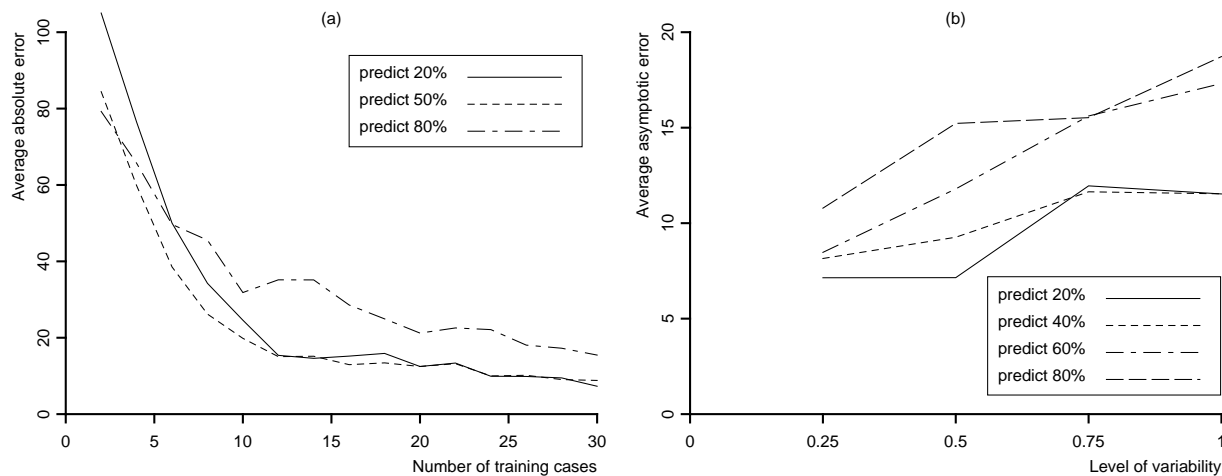 (a)
Average absolute error
100
80
60
40
20
0
0
5
10
15
20
25
30
Number of training cases
predict 20%
predict 50%
predict 80%
(b)
Average asymptotic error
20
15
10
5
0
0
0.25
0.5
0.75
1
Level of variability
predict 20%
predict 40%
predict 60%
predict 80%